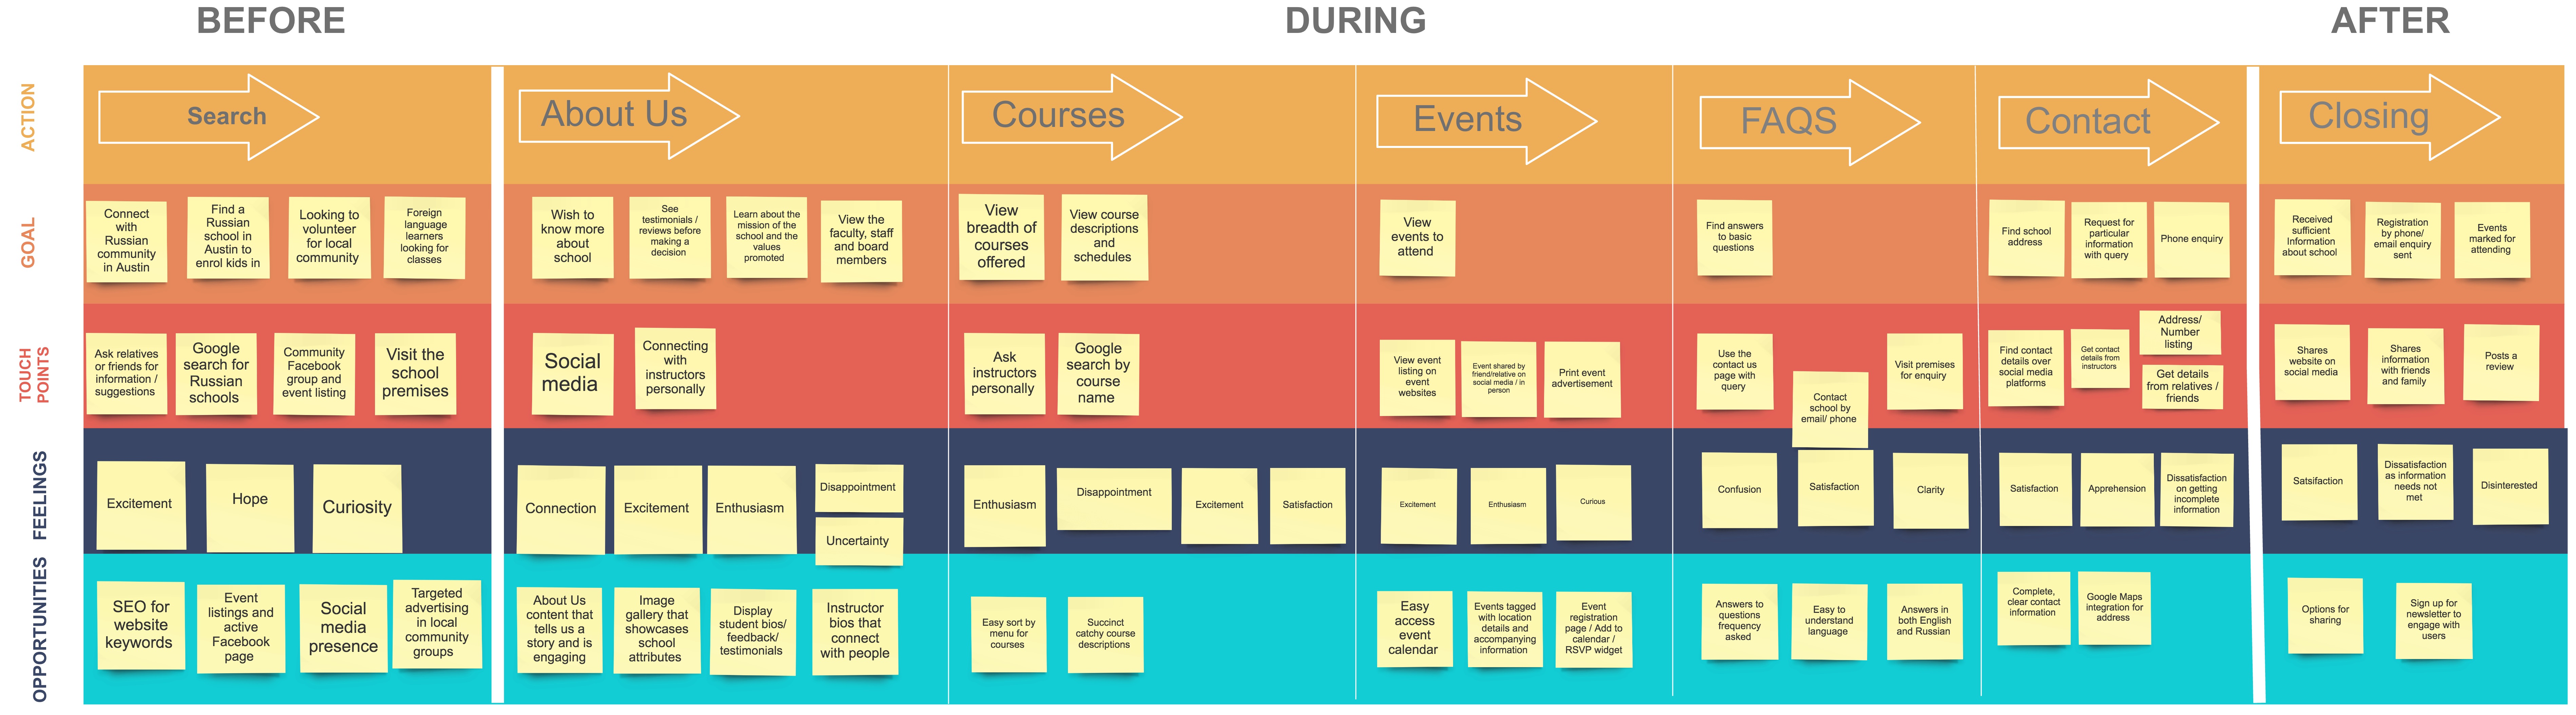 BEFORE
DURING
AFTER
ACTION
Search
About Us
Courses
Events
FAQS
Contact
Closing
GOAL
Connect
with
Russian
community
in Austin
Find a
Russian
school in
Austin to
enrol kids in
Looking to
volunteer
for local
community
Foreign
language
learners
looking for
classes
Wish to
know more
about
school
See
testimonials /
reviews before
making a
decision
Learn about the
mission of the
school and the
values
promoted
View the
faculty, staff
and board
members
View
breadth of
courses
offered
View course
descriptions
and
schedules
View
events to
attend
Find answers
to basic
questions
Find school
address
Request for
particular
information
with query
Phone enquiry
Received
sufficient
Information
about school
Registration
by phone/
email enquiry
sent
Events
marked for
attending
TOUCH
POINTS
Ask relatives
or friends for
information /
suggestions
Google
search for
Russian
schools
Community
Facebook
group and
event listing
Visit the
school
premises
Social
media
Connecting
with
instructors
personally
Ask
instructors
personally
Google
search by
course
name
View event
listing on
event
websites
Event shared by
friend/relative on
social media / in
person
Print event
advertisement
Use the
contact us
page with
query
Contact
school by
email/ phone
Visit premises
for enquiry
Find contact
details over
social media
platforms
Get contact
details from
instructors
Address/
Number
listing
Get details
from relatives /
friends
Shares
website on
social media
Shares
information
with friends
and family
Posts a
review
FEELINGS
Excitement
Hope
Curiosity
Connection
Excitement
Enthusiasm
Disappointment
Uncertainty
Enthusiasm
Disappointment
Excitement
Satisfaction
Excitement
Enthusiasm
Curious
Confusion
Satisfaction
Clarity
Satisfaction
Apprehension
Dissatisfaction
on getting
incomplete
information
Satsifaction
Dissatisfaction
as information
needs not
met
Disinterested
OPPORTUNITIES
SEO for
website
keywords
Event
listings and
active
Facebook
page
Social
media
presence
Targeted
advertising
in local
community
groups
About Us
content that
tells us a
story and is
engaging
Image
gallery that
showcases
school
attributes
Display
student bios/
feedback/
testimonials
Instructor
bios that
connect
with people
Easy sort by
menu for
courses
Succinct
catchy course
descriptions
Easy
access
event
calendar
Events tagged
with location
details and
accompanying
information
Event
registration
page / Add to
calendar /
RSVP widget
Answers to
questions
frequency
asked
Easy to
understand
language
Answers in
both English
and Russian
Complete,
clear contact
information
Google Maps
integration for
address
Options for
sharing
Sign up for
newsletter to
engage with
users